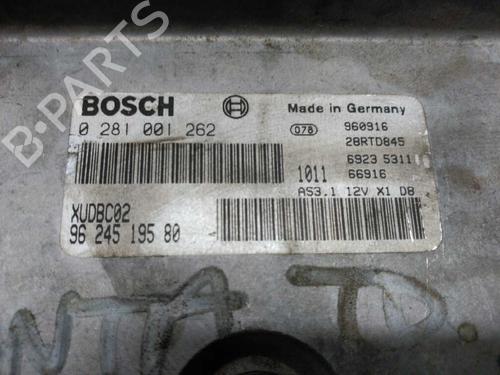 B-PARTS
BOSCH
Made in Germany
0 281 001 262
078 960916
28RTD845
6923 5311
1011 66916
AS3.1 12V X1 D8
XUDBC02
96 245 195 80
TD.